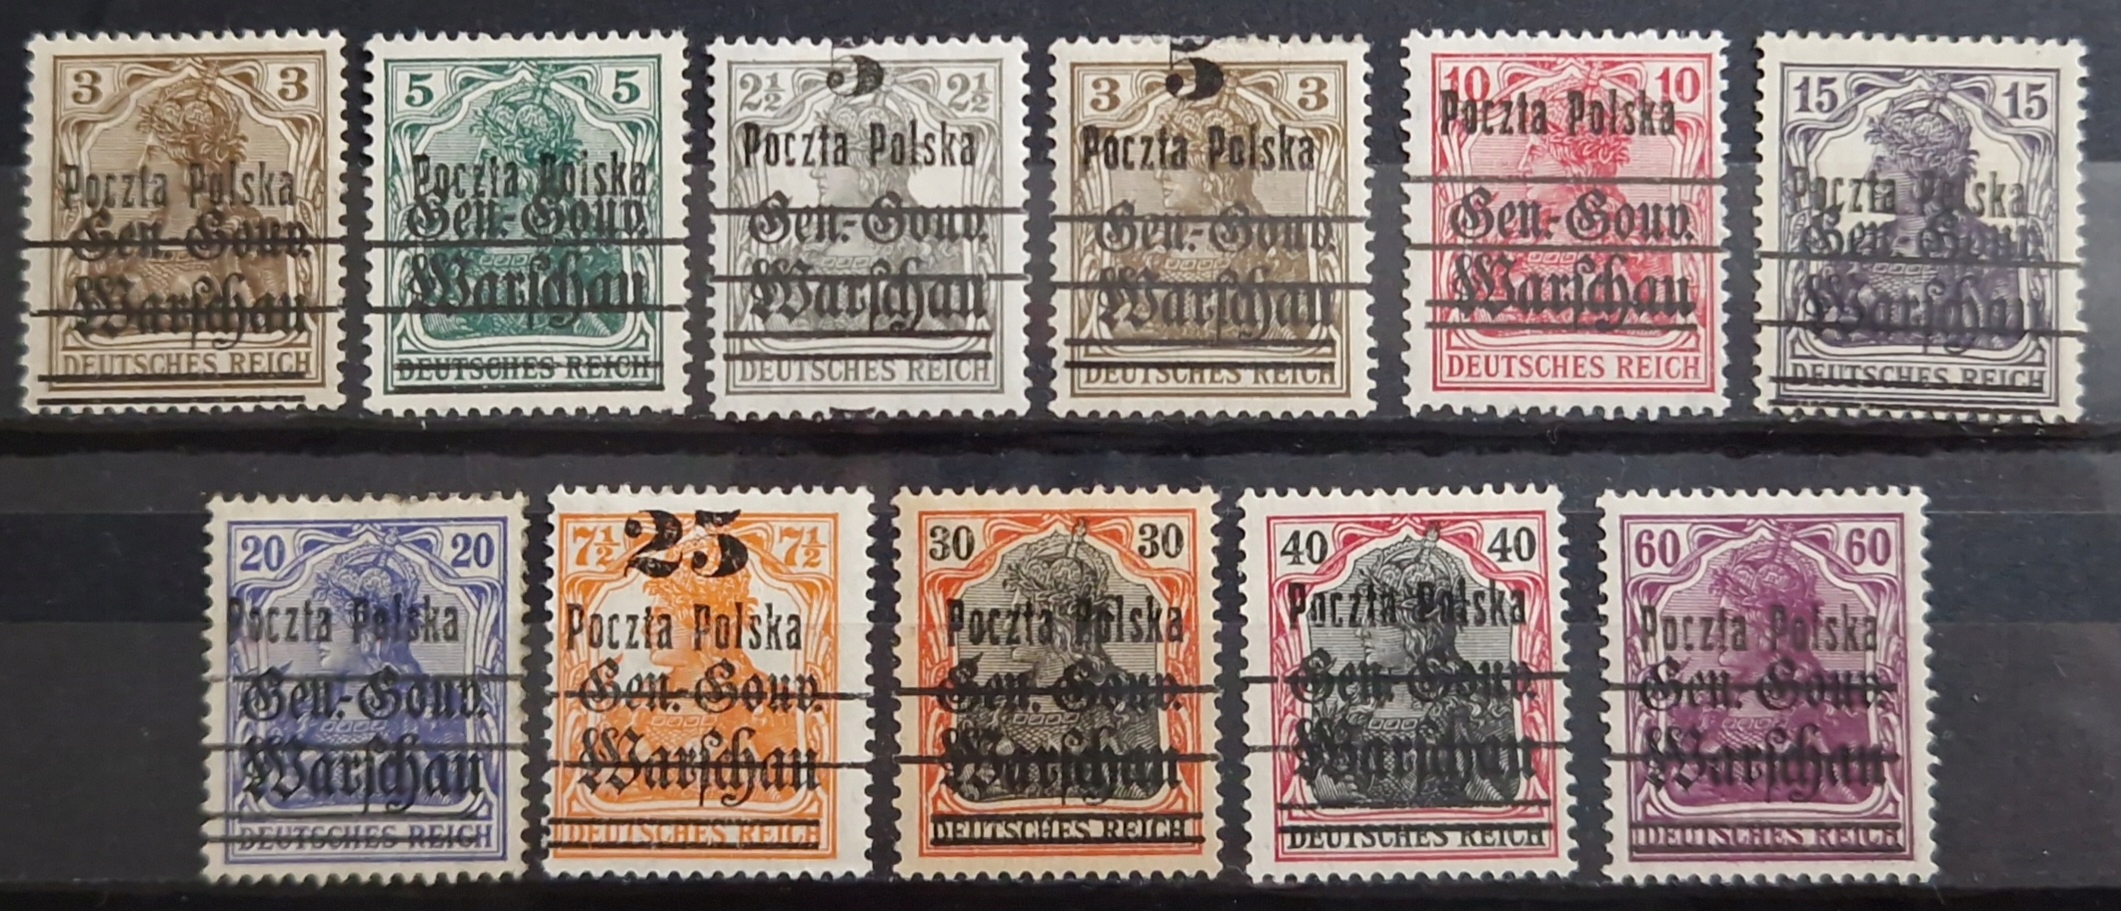 3 3
Poczta Polska
Gen.-Gouv.
Warschau
DEUTSCHES REICH
5 5
Poczta Polska
Gen.-Gouv.
Warschau
DEUTSCHES REICH
5
2½ 2½
Poczta Polska
Gen.-Gouv.
Warschau
DEUTSCHES REICH
5
3 3
Poczta Polska
Gen.-Gouv.
Warschau
DEUTSCHES REICH
10 10
Poczta Polska
Gen.-Gouv.
Warschau
DEUTSCHES REICH
15 15
Poczta Polska
Gen.-Gouv.
Warschau
DEUTSCHES REICH
20 20
Poczta Polska
Gen.-Gouv.
Warschau
DEUTSCHES REICH
7½ 25 7½
Poczta Polska
Gen.-Gouv.
Warschau
DEUTSCHES REICH
30 30
Poczta Polska
Gen.-Gouv.
Warschau
DEUTSCHES REICH
40 40
Poczta Polska
Gen.-Gouv.
Warschau
DEUTSCHES REICH
60 60
Poczta Polska
Gen.-Gouv.
Warschau
DEUTSCHES REICH